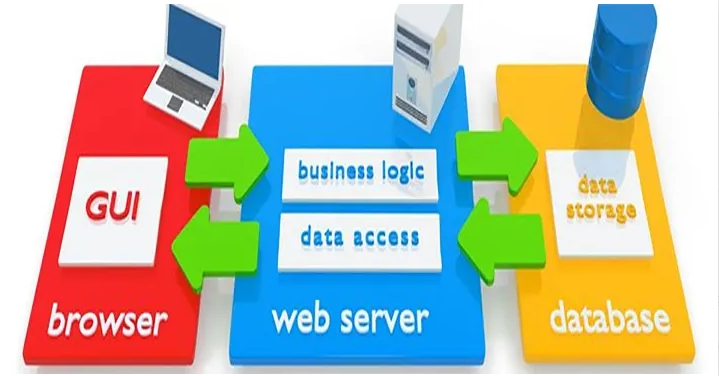 GUI
browser
business logic
data access
web server
data
storage
database